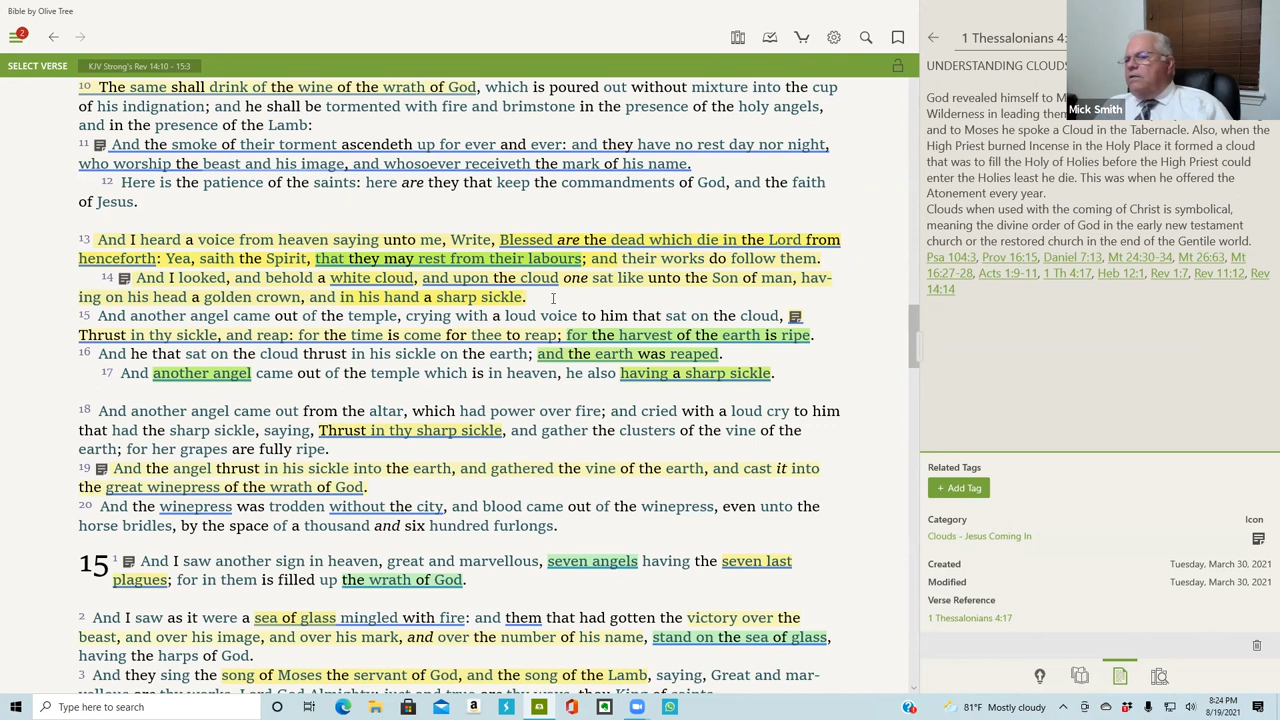 Bible by Olive Tree
2
SELECT VERSE
KJV Strong's Rev 14:10 - 15:3
10 The same shall drink of the wine of the wrath of God, which is poured out without mixture into the cup
of his indignation; and he shall be tormented with fire and brimstone in the presence of the holy angels,
and in the presence of the Lamb:
11 And the smoke of their torment ascendeth up for ever and ever: and they have no rest day nor night,
who worship the beast and his image, and whosoever receiveth the mark of his name.
12 Here is the patience of the saints: here are they that keep the commandments of God, and the faith
of Jesus.
13 And I heard a voice from heaven saying unto me, Write, Blessed are the dead which die in the Lord from
henceforth: Yea, saith the Spirit, that they may rest from their labours; and their works do follow them.
14 And I looked, and behold a white cloud, and upon the cloud one sat like unto the Son of man, hav-
ing on his head a golden crown, and in his hand a sharp sickle.
15 And another angel came out of the temple, crying with a loud voice to him that sat on the cloud,
Thrust in thy sickle, and reap: for the time is come for thee to reap; for the harvest of the earth is ripe.
16 And he that sat on the cloud thrust in his sickle on the earth; and the earth was reaped.
17 And another angel came out of the temple which is in heaven, he also having a sharp sickle.
18 And another angel came out from the altar, which had power over fire; and cried with a loud cry to him
that had the sharp sickle, saying, Thrust in thy sharp sickle, and gather the clusters of the vine of the
earth; for her grapes are fully ripe.
19 And the angel thrust in his sickle into the earth, and gathered the vine of the earth, and cast it into
the great winepress of the wrath of God.
20 And the winepress was trodden without the city, and blood came out of the winepress, even unto the
horse bridles, by the space of a thousand and six hundred furlongs.
15 1 And I saw another sign in heaven, great and marvellous, seven angels having the seven last
plagues; for in them is filled up the wrath of God.
2 And I saw as it were a sea of glass mingled with fire: and them that had gotten the victory over the
beast, and over his image, and over his mark, and over the number of his name, stand on the sea of glass,
having the harps of God.
3 And they sing the song of Moses the servant of God, and the song of the Lamb, saying, Great and mar-
vellous are thy works, Lord God Almighty; just and true are thy ways, thou King of saints.
1 Thessalonians 4:
UNDERSTANDING CLOUDS
God revealed himself to M
Wilderness in leading them
and to Moses he spoke a Cloud in the Tabernacle. Also, when the
High Priest burned Incense in the Holy Place it formed a cloud
that was to fill the Holy of Holies before the High Priest could
enter the Holies least he die. This was when he offered the
Atonement every year.
Clouds when used with the coming of Christ is symbolical,
meaning the divine order of God in the early new testament
church or the restored church in the end of the Gentile world.
Psa 104:3, Prov 16:15, Daniel 7:13, Mt 24:30-34, Mt 26:64, Mt
16:27-28, Acts 1:9-11, 1 Th 4:17, Heb 12:1, Rev 1:7, Rev 11:12, Rev
14:14
Mick Smith
Related Tags
+ Add Tag
Category
Icon
Clouds - Jesus Coming In
Created
Tuesday, March 30, 2021
Modified
Tuesday, March 30, 2021
Verse Reference
1 Thessalonians 4:17
Type here to search
81°F Mostly cloudy
8:24 PM
8/19/2021